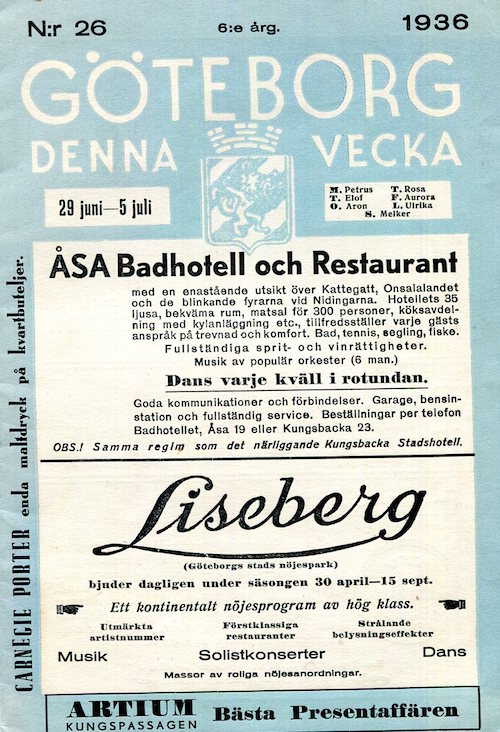 N:r 26 6:e årg. 1936
GÖTEBORG
DENNA VECKA
29 juni—5 juli
M. Petrus T. Rosa
T. Elof F. Aurora
O. Aron L. Ulrika
S. Melker
ÅSA Badhotell och Restaurant
med en enastående utsikt över Kattegatt, Onsalalandet
och de blinkande fyrarna vid Nidingarna. Hotellets 35
ljusa, bekväma rum, matsal för 300 personer, köksavdel-
ning med kylanläggning etc., tillfredsställer varje gästs
anspråk på trevnad och komfort. Bad, tennis, segling, fiske.
Fullständiga sprit- och vinrättigheter.
Musik av populär orkester (6 man.)
Dans varje kväll i rotundan.
Goda kommunikationer och förbindelser. Garage, bensin-
station och fullständig service. Beställningar per telefon
Badhotellet, Åsa 19 eller Kungsbacka 23.
OBS.! Samma regim som det närliggande Kungsbacka Stadshotell.
CARNEGIE PORTER enda maltdryck på kvartbuteljer.
Liseberg
(Göteborgs stads nöjespark)
bjuder dagligen under säsongen 30 april—15 sept.
Ett kontinentalt nöjesprogram av hög klass.
Utmärkta Förstklassiga Strålande
artistnummer restauranter belysningseffekter
Musik Solistkonserter Dans
Massor av roliga nöjesanordningar.
ARTIUM Bästa Presentaffären
KUNGSPASSAGEN